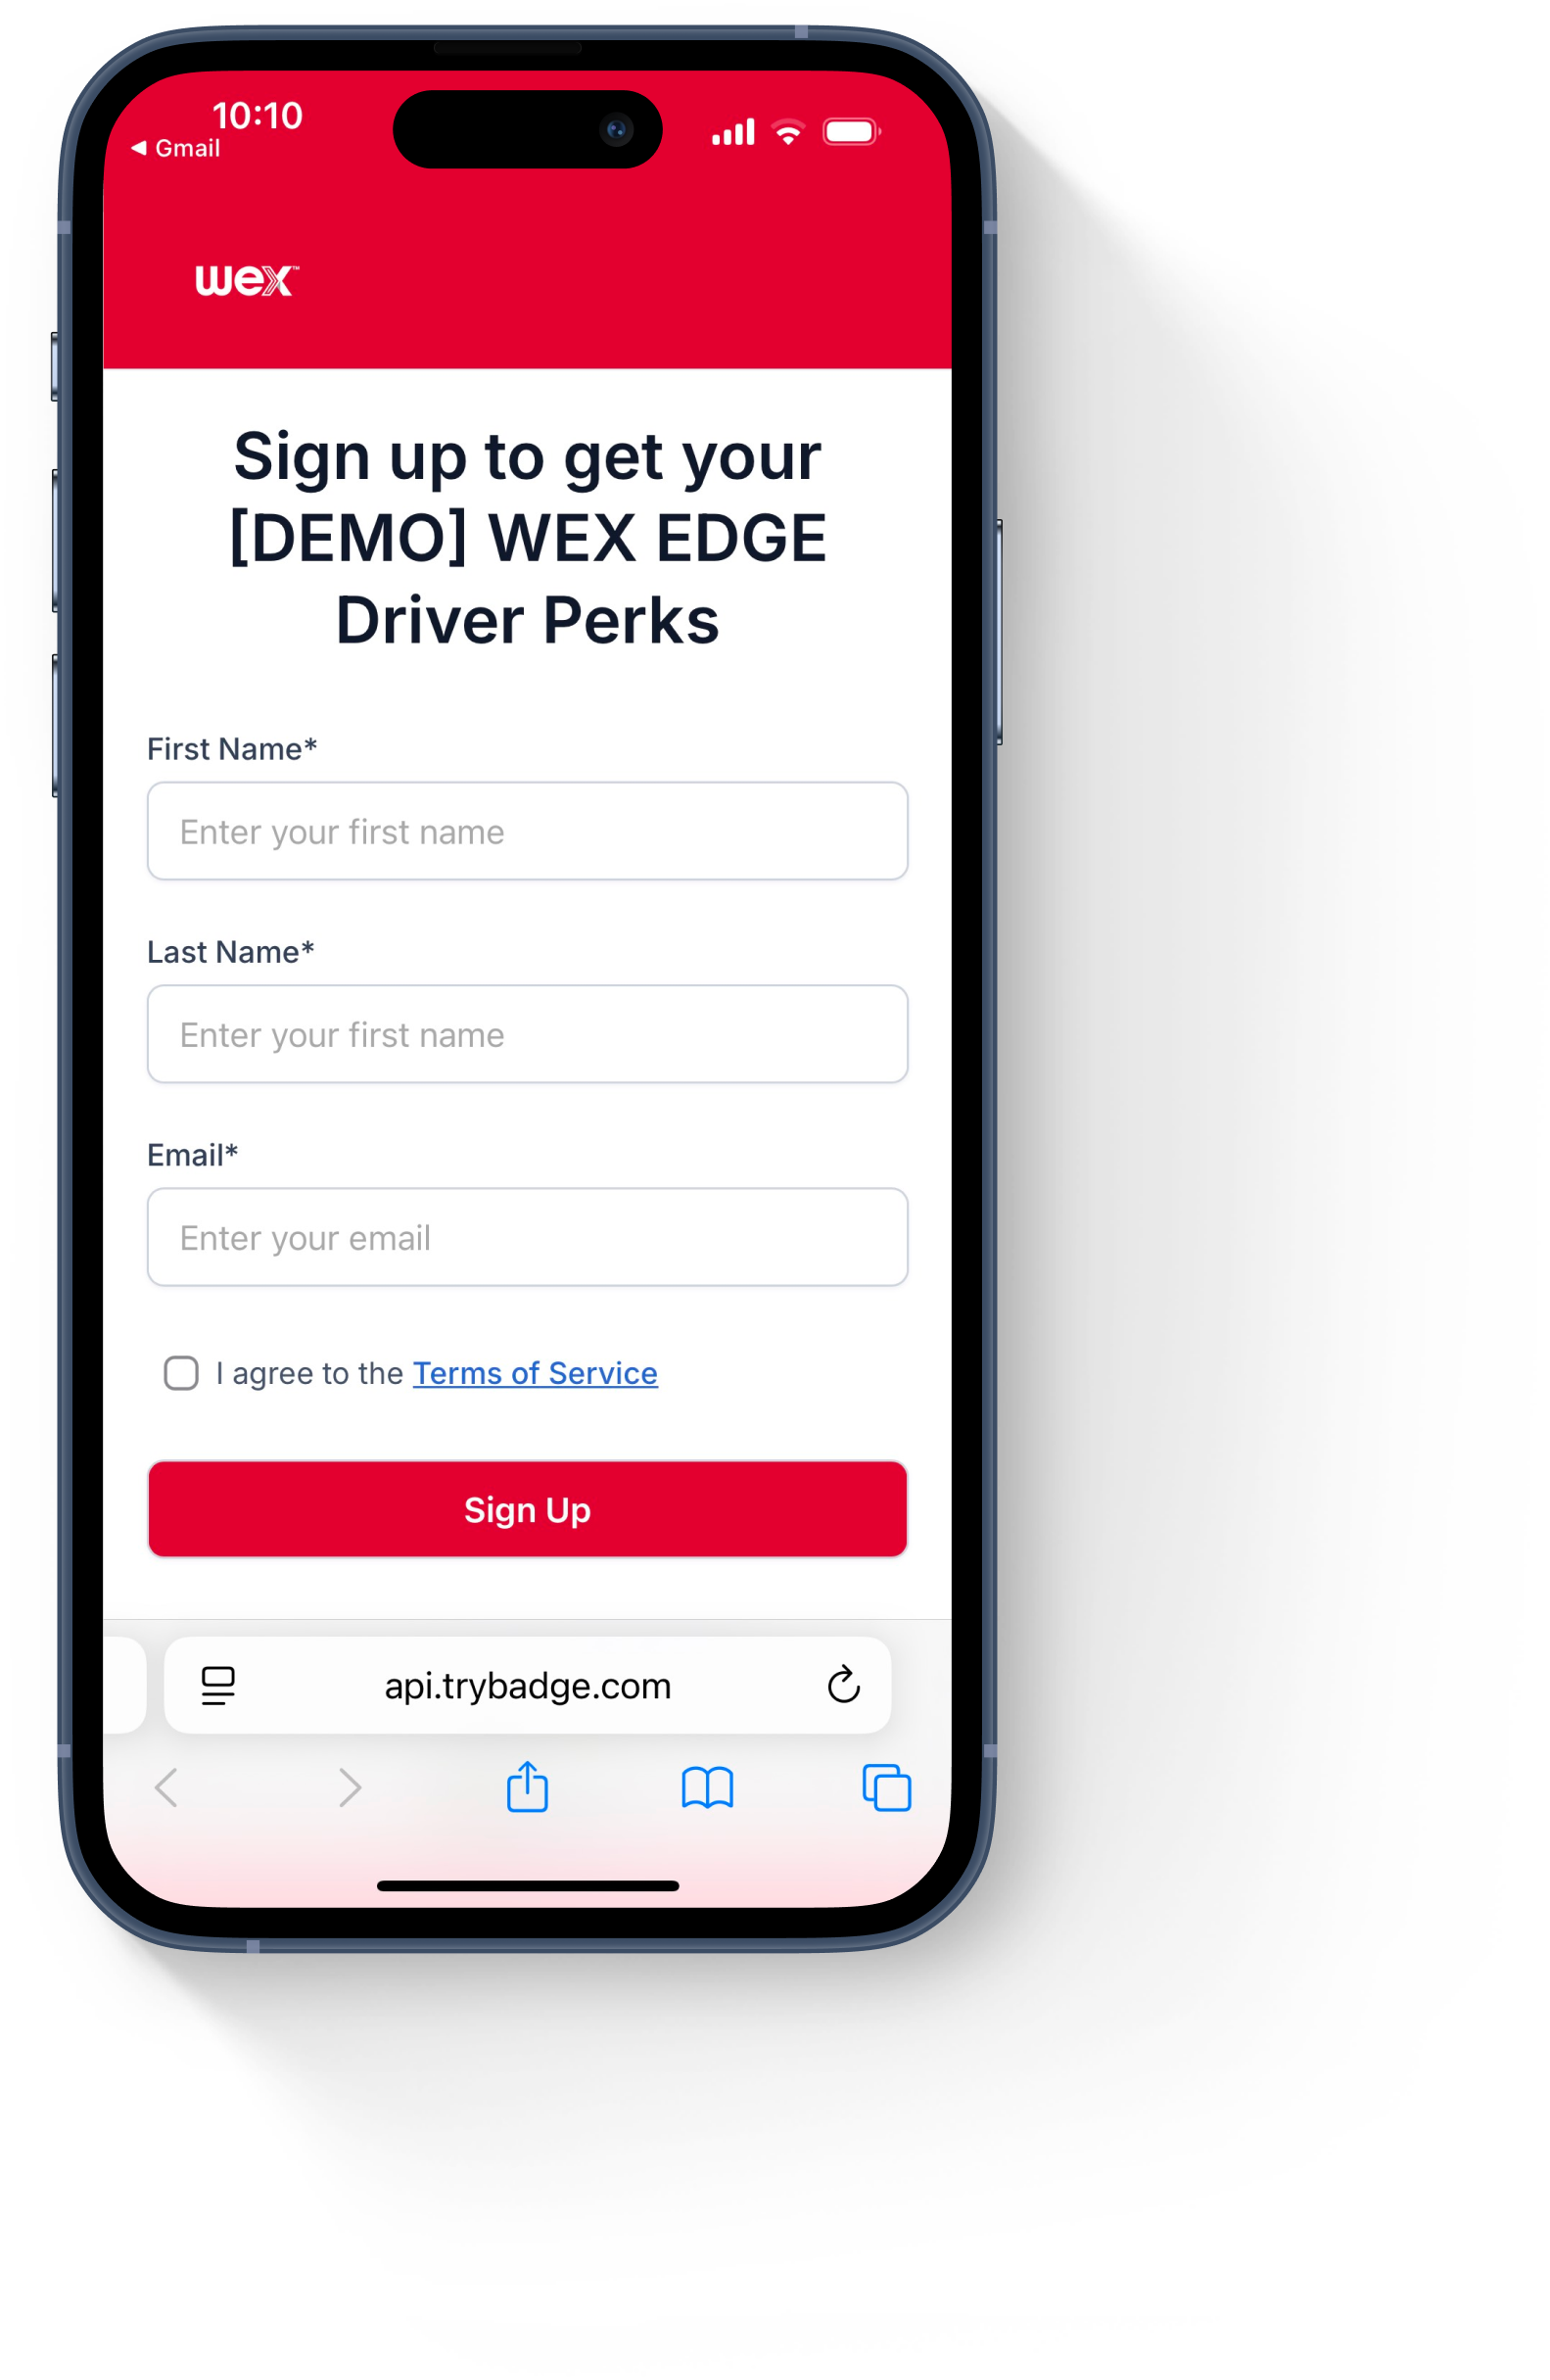 10:10
Gmail
wex™
Sign up to get your
[DEMO] WEX EDGE
Driver Perks
First Name*
Enter your first name
Last Name*
Enter your first name
Email*
Enter your email
I agree to the Terms of Service
Sign Up
api.trybadge.com